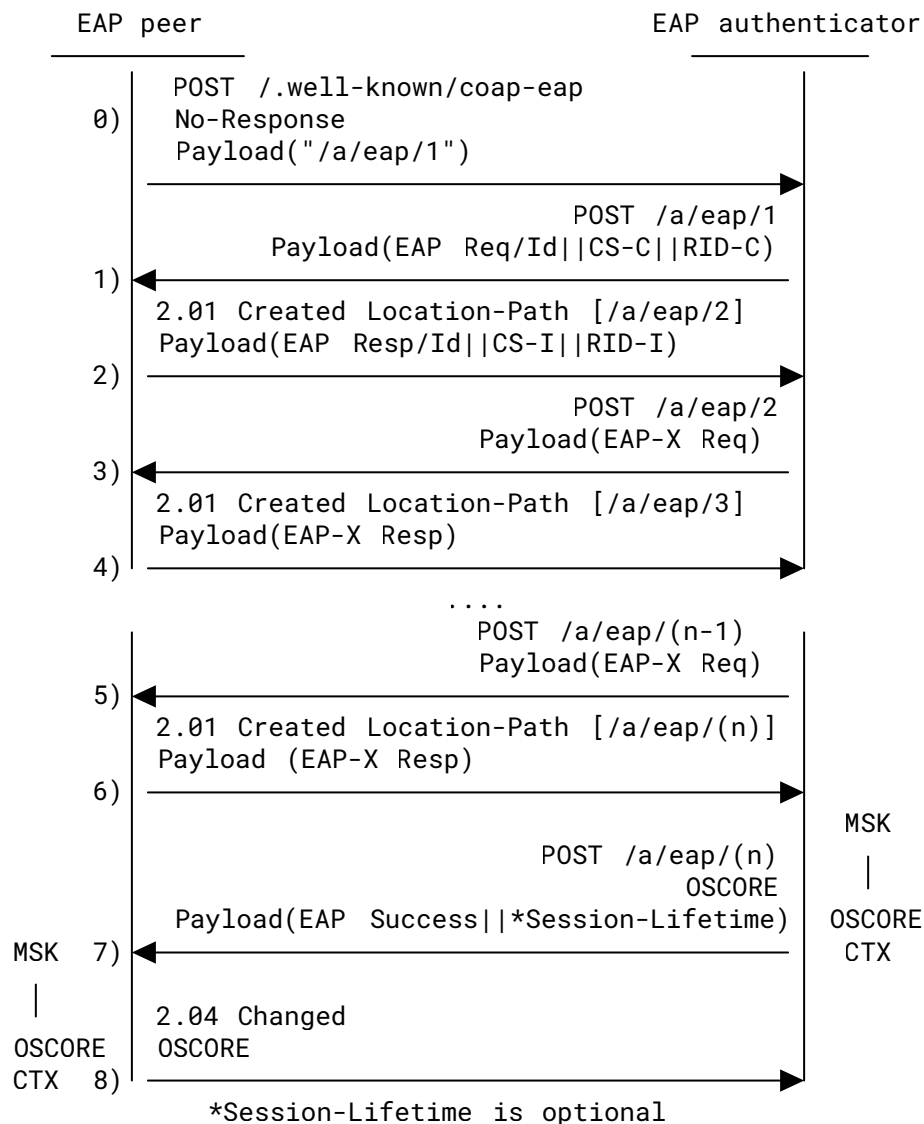 EAP peer EAP authenticator
POST /.well-known/coap-eap
0) No-Response
Payload("/a/eap/1")
POST /a/eap/1
Payload(EAP Req/Id||CS-C||RID-C)
1)
2.01 Created Location-Path [/a/eap/2]
Payload(EAP Resp/Id||CS-I||RID-I)
2)
POST /a/eap/2
Payload(EAP-X Req)
3)
2.01 Created Location-Path [/a/eap/3]
Payload(EAP-X Resp)
4)
....
POST /a/eap/(n-1)
Payload(EAP-X Req)
5)
2.01 Created Location-Path [/a/eap/(n)]
Payload (EAP-X Resp)
6)
MSK
POST /a/eap/(n)
|
OSCORE
Payload(EAP Success||*Session-Lifetime) OSCORE
MSK 7) CTX
|
2.04 Changed
OSCORE OSCORE
CTX 8)
*Session-Lifetime is optional